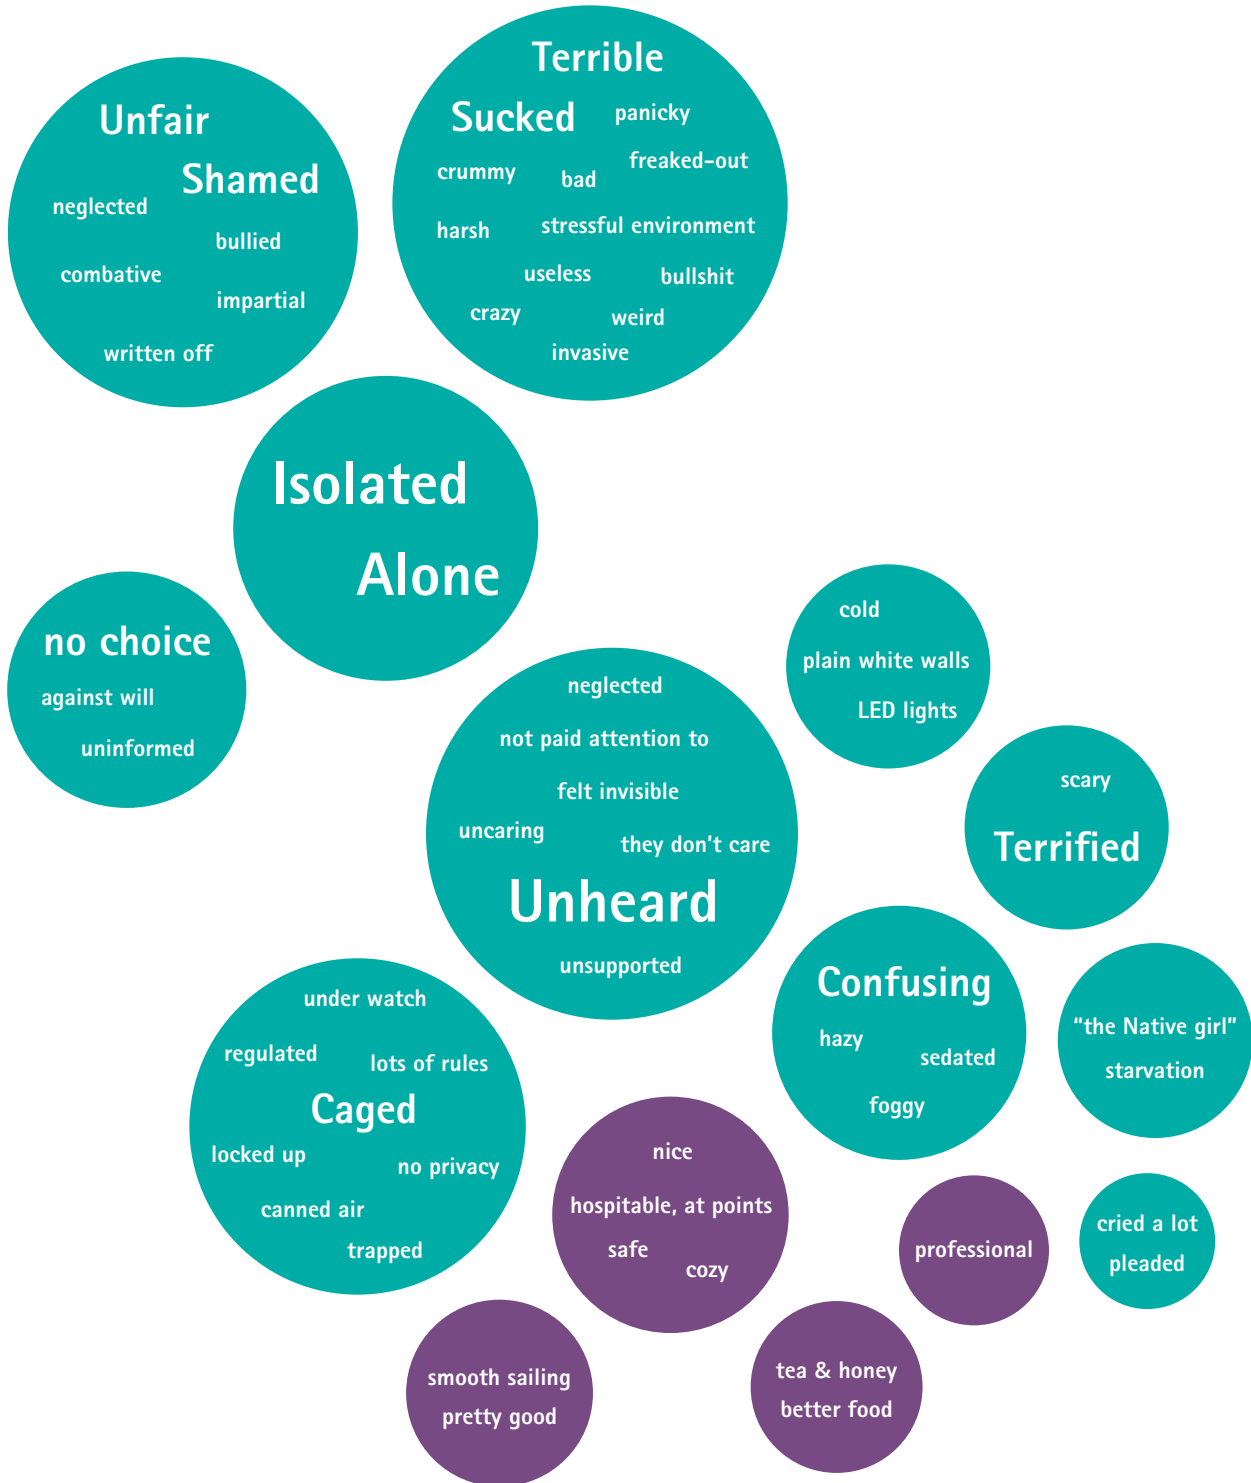 Unfair
Shamed
neglected
bullied
combative
impartial
written off
Terrible
Sucked
panicky
freaked-out
crummy
bad
harsh
stressful environment
useless
bullshit
crazy
weird
invasive
Isolated
Alone
no choice
against will
uninformed
neglected
not paid attention to
felt invisible
uncaring
they don’t care
Unheard
unsupported
cold
plain white walls
LED lights
scary
Terrified
Confusing
hazy
sedated
foggy
“the Native girl”
starvation
under watch
regulated
lots of rules
Caged
locked up
no privacy
canned air
trapped
nice
hospitable, at points
safe
cozy
professional
cried a lot
pleaded
smooth sailing
pretty good
tea & honey
better food